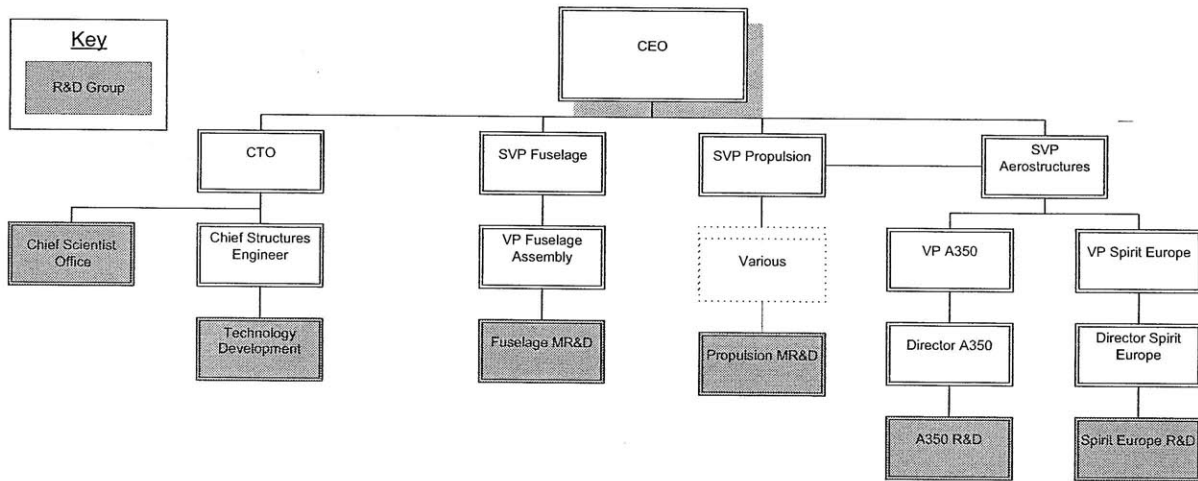 Key
R&D Group
CEO
CTO
SVP Fuselage
SVP Propulsion
SVP
Aerostructures
Chief Scientist
Office
Chief Structures
Engineer
VP Fuselage
Assembly
Various
VP A350
VP Spirit Europe
Technology
Development
Fuselage MR&D
Propulsion MR&D
Director A350
Director Spirit
Europe
A350 R&D
Spirit Europe R&D